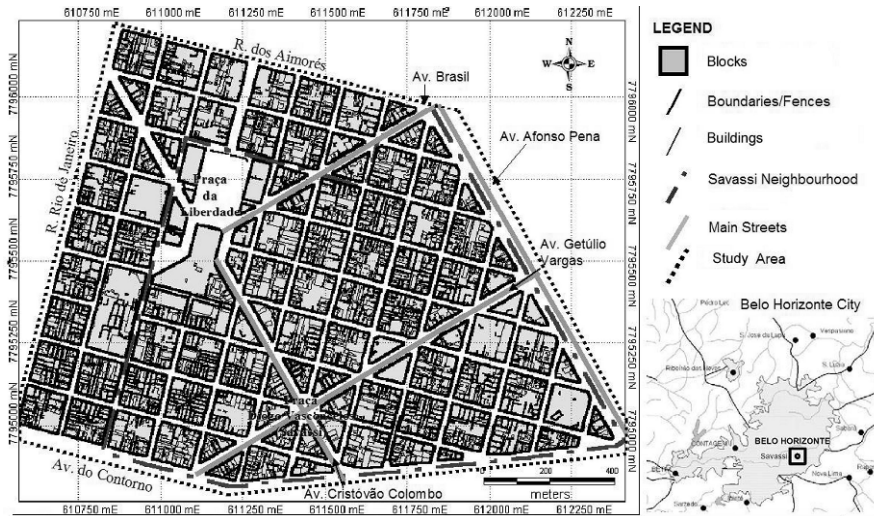 610750 mE 611000 mE 611250 mE 611500 mE 611750 mE 612000 mE 612250 mE
R. dos Aimorés
N
W E
S
Av. Brasil
7796000 mN
7796000 mN
Av. Afonso Pena
7795750 mN
7795750 mN
R. Rio de Janeiro
Praça
da
Liberdade
Av. Getúlio
Vargas
7795500 mN
7795500 mN
7795250 mN
7795250 mN
Praça
7795000 mN
7795000 mN
Av. do Contorno
Av. Cristóvão Colombo
0 200 400
meters
610750 mE 611000 mE 611250 mE 611500 mE 611750 mE 612000 mE 612250 mE
LEGEND
Blocks
Boundaries/Fences
Buildings
Savassi Neighbourhood
Main Streets
Study Area
Belo Horizonte City
BELO HORIZONTE
Savassi
Nova Lima